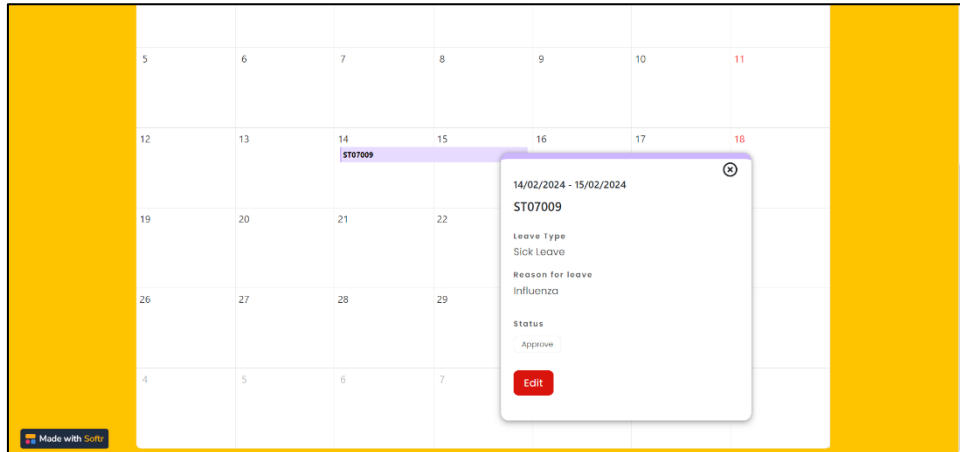 5 6 7 8 9 10 11
12 13 14 15 16 17 18
ST07009
14/02/2024 - 15/02/2024
ST07009
Leave Type
Sick Leave
Reason for leave
Influenza
Status
Approve
Edit
19 20 21 22
26 27 28 29
4 5 6 7
Made with Softr